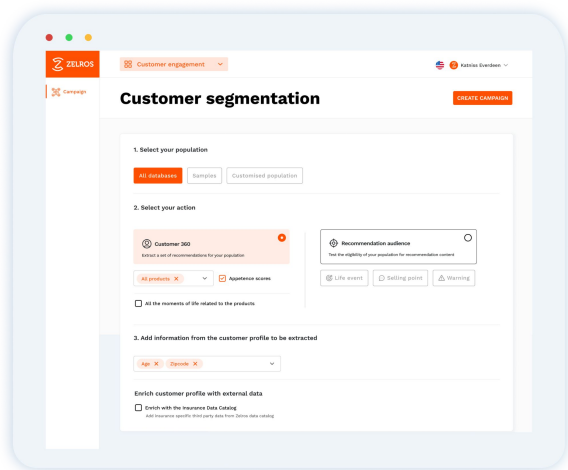 ZELROS
Customer engagement
Katniss Everdeen
Campaign
Customer segmentation
CREATE CAMPAIGN
1. Select your population
All databases
Samples
Customised population
2. Select your action
Customer 360
Extract a set of recommendations for your population
Recommendation audience
Test the eligibility of your population for recommendation content
All products X
Appetence scores
Life event
Selling point
Warning
All the moments of life related to the products
3. Add information from the customer profile to be extracted
Age X Zipcode X
Enrich customer profile with external data
Enrich with the Insurance Data Catalog
Add insurance specific third party data from Zelros data catalog